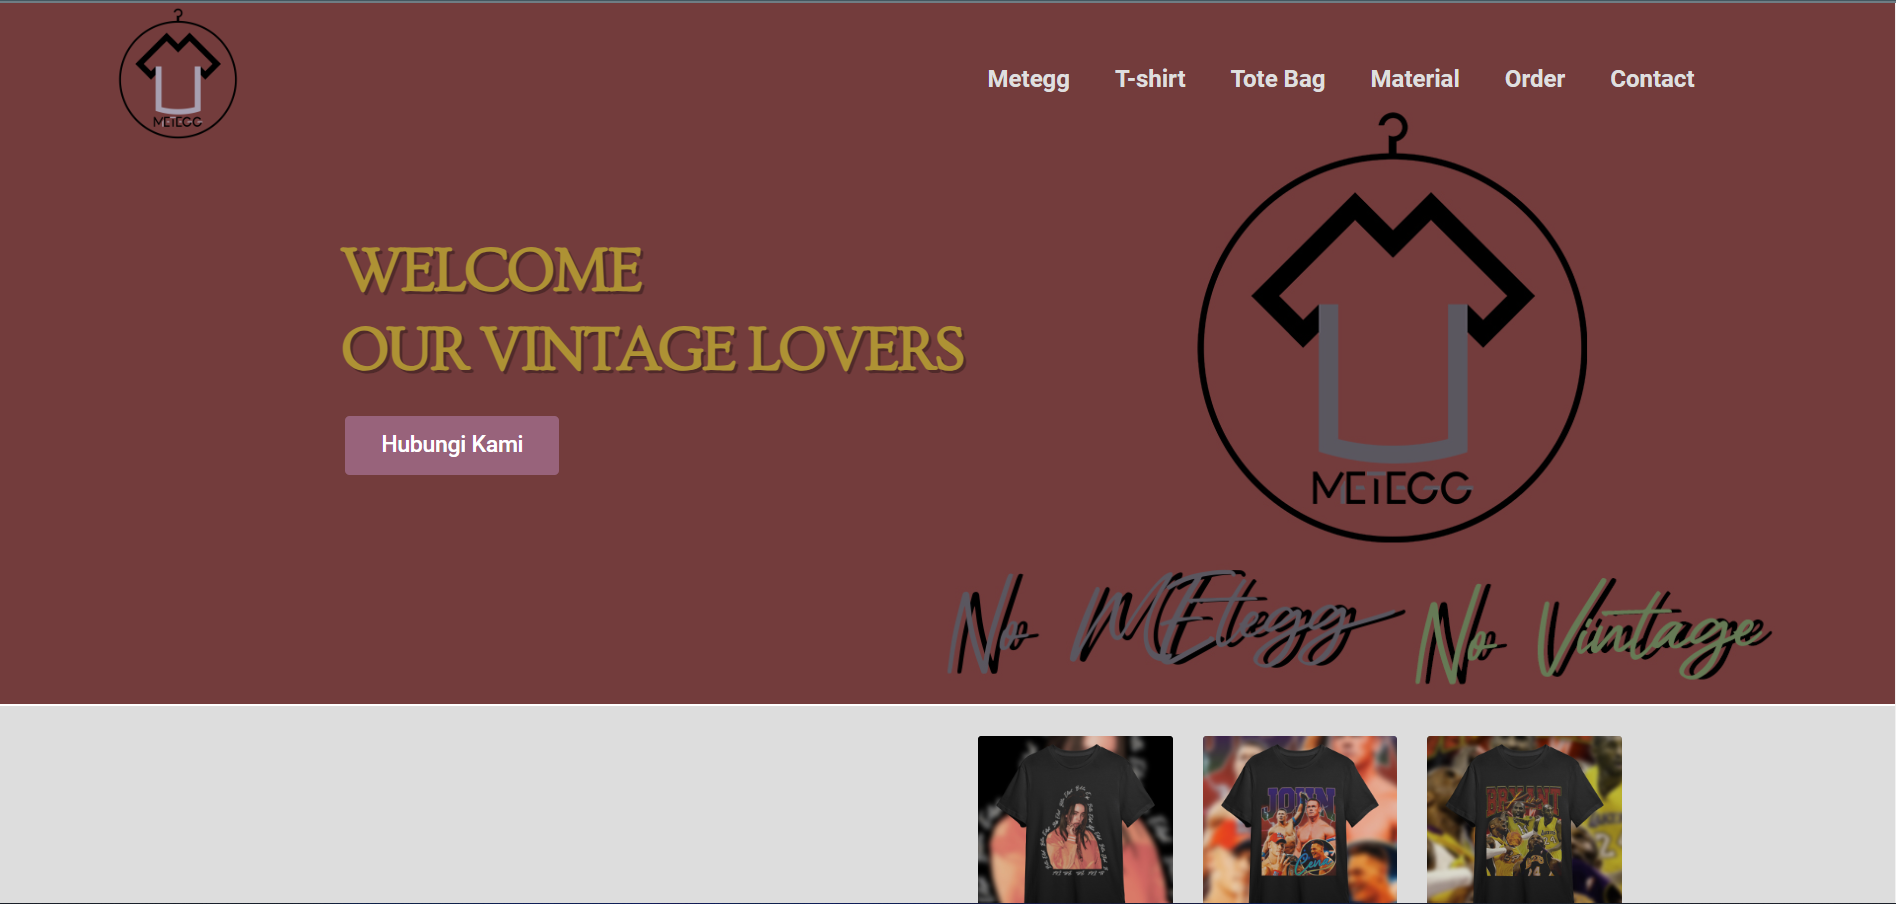 METEGG
Metegg T-shirt Tote Bag Material Order Contact
WELCOME
OUR VINTAGE LOVERS
Hubungi Kami
METEGG
No MEtegg No Viintage
JOHN
Cena
BRYANT